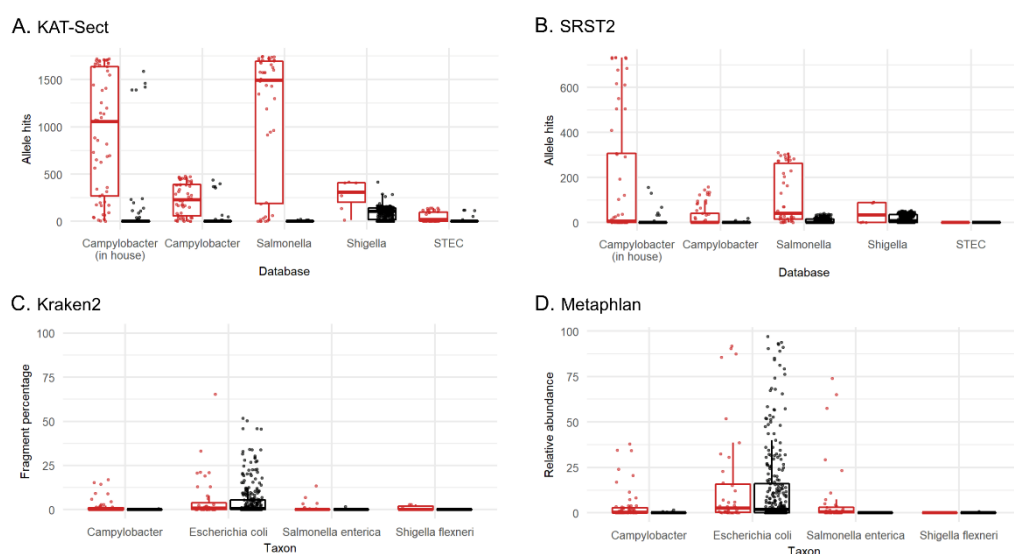 A. KAT-Sect
Allele hits
1500
1000
500
0
Campylobacter
(in house)
Campylobacter
Salmonella
Shigella
STEC
Database
B. SRST2
Allele hits
600
400
200
0
Campylobacter
(in house)
Campylobacter
Salmonella
Shigella
STEC
Database
C. Kraken2
Fragment percentage
100
75
50
25
0
Campylobacter
Escherichia coli
Salmonella enterica
Shigella flexneri
Taxon
D. Metaphlan
Relative abundance
100
75
50
25
0
Campylobacter
Escherichia coli
Salmonella enterica
Shigella flexneri
Taxon